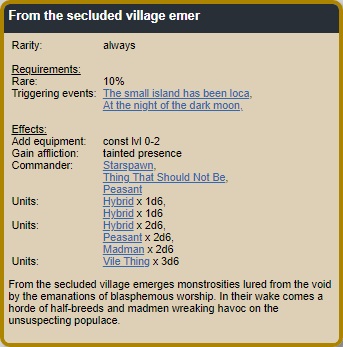 From the secluded village emer
Rarity: always
Requirements:
Rare: 10%
Triggering events: The small island has been loca,
At the night of the dark moon,
Effects:
Add equipment: const lvl 0-2
Gain affliction: tainted presence
Commander: Starspawn,
Thing That Should Not Be,
Peasant
Units: Hybrid x 1d6,
Hybrid x 1d6
Units: Hybrid x 2d6,
Peasant x 2d6,
Madman x 2d6
Units: Vile Thing x 3d6
From the secluded village emerges monstrosities lured from the void
by the emanations of blasphemous worship. In their wake comes a
horde of half-breeds and madmen wreaking havoc on the
unsuspecting populace.